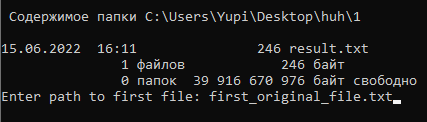 Содержимое папки C:\Users\Yupi\Desktop\huh\1
15.06.2022 16:11 246 result.txt
1 файлов 246 байт
0 папок 39 916 670 976 байт свободно
Enter path to first file: first_original_file.txt